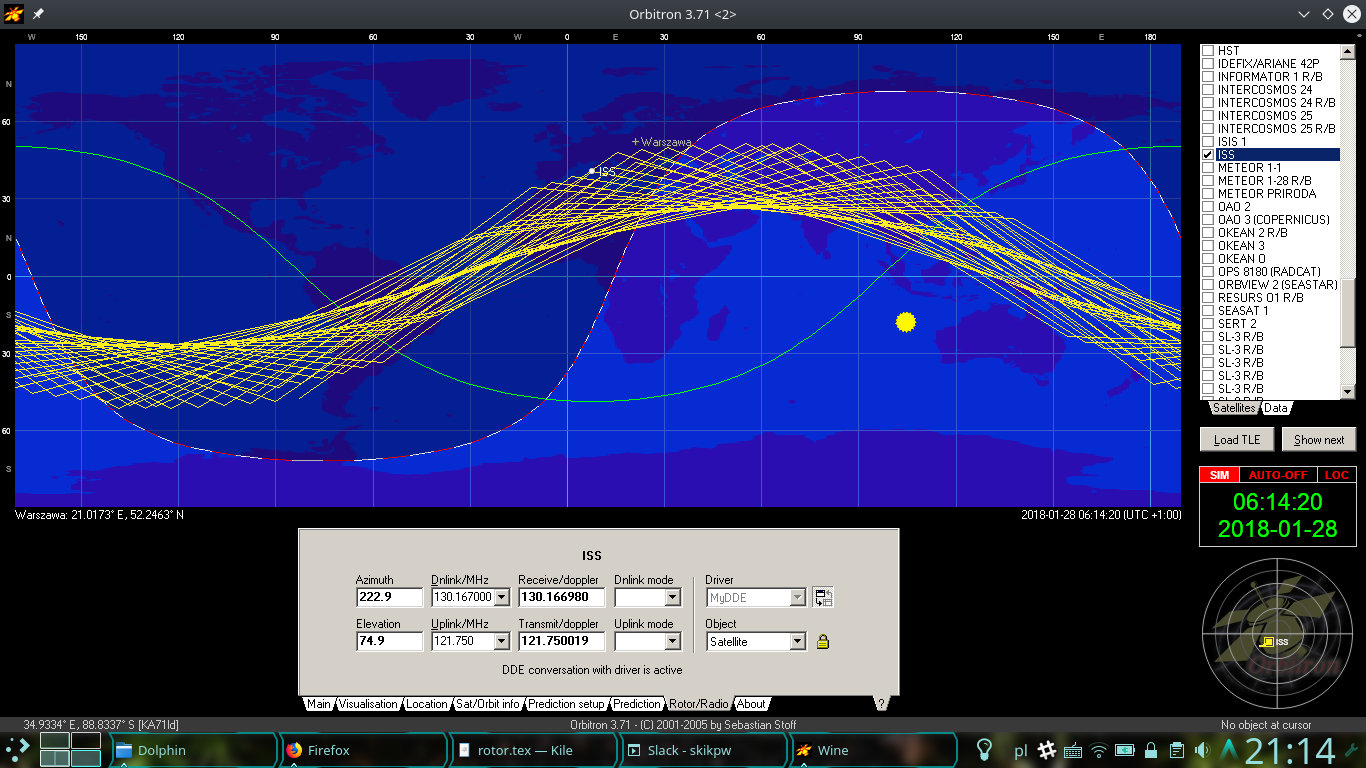 Orbitron 3.71 <2>
W 150 120 90 60 30 W 0 E 30 60 90 120 150 E 180
N
60
30
N
0
S
30
60
S
+Warszawa
ISS
Warszawa: 21.0173° E, 52.2463° N
2018-01-28 06:14:20 (UTC +1:00)
HST
IDEFIX/ARIANE 42P
INFORMATOR 1 R/B
INTERCOSMOS 24
INTERCOSMOS 24 R/B
INTERCOSMOS 25
INTERCOSMOS 25 R/B
ISIS 1
ISS
METEOR 1-1
METEOR 1-28 R/B
METEOR PRIRODA
OAO 2
OAO 3 (COPERNICUS)
OKEAN 2 R/B
OKEAN 3
OKEAN O
OPS 8180 (RADCAT)
ORBVIEW 2 (SEASTAR)
RESURS 01 R/B
SEASAT 1
SERT 2
SL-3 R/B
SL-3 R/B
SL-3 R/B
SL-3 R/B
SL-3 R/B
SL-8 R/B
Satellites Data
Load TLE Show next
SIM AUTO-OFF LOC
06:14:20
2018-01-28
ISS
Orbitron
ISS
Azimuth Dnlink/MHz Receive/doppler Dnlink mode Driver
222.9 130.167000 130.166980 MyDDE
Elevation Uplink/MHz Transmit/doppler Uplink mode Object
74.9 121.750 121.750019 Satellite
DDE conversation with driver is active
Main Visualisation Location Sat/Orbit info Prediction setup Prediction Rotor/Radio About ?
34.9334° E, 88.8337° S [KA71ld] Orbitron 3.71 - (C) 2001-2005 by Sebastian Stoff No object at cursor
Dolphin Firefox rotor.tex — Kile Slack - skikpw Wine pl 21:14